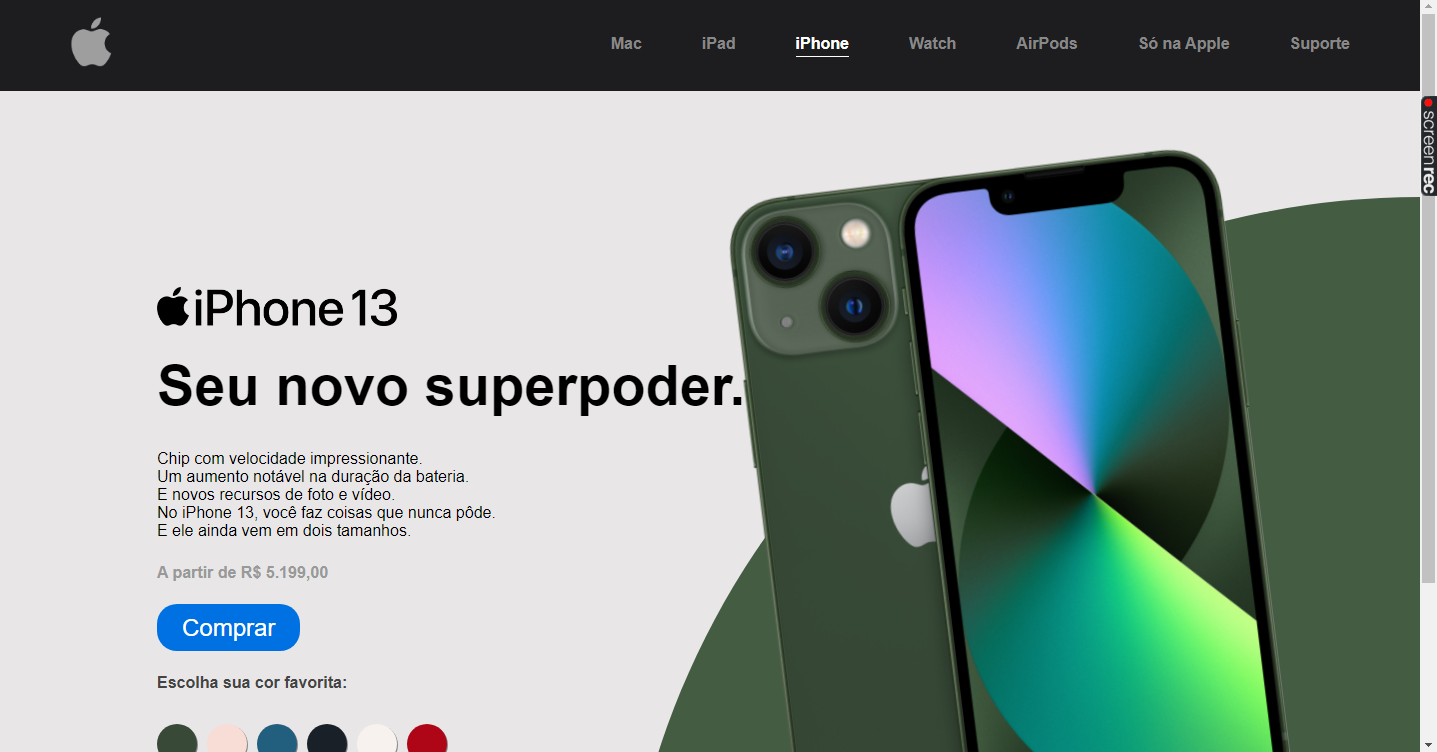 Mac iPad iPhone Watch AirPods Só na Apple Suporte
screenrec
iPhone 13
Seu novo superpoder.
Chip com velocidade impressionante.
Um aumento notável na duração da bateria.
E novos recursos de foto e vídeo.
No iPhone 13, você faz coisas que nunca pôde.
E ele ainda vem em dois tamanhos.
A partir de R$ 5.199,00
Comprar
Escolha sua cor favorita: